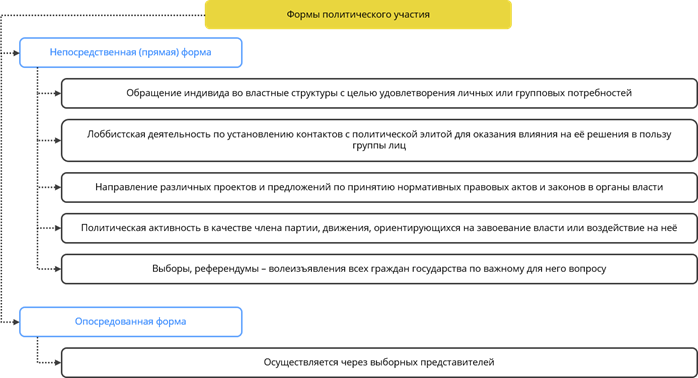 Формы политического участия
Непосредственная (прямая) форма
Обращение индивида во властные структуры с целью удовлетворения личных или групповых потребностей
Лоббистская деятельность по установлению контактов с политической элитой для оказания влияния на её решения в пользу
группы лиц
Направление различных проектов и предложений по принятию нормативных правовых актов и законов в органы власти
Политическая активность в качестве члена партии, движения, ориентирующихся на завоевание власти или воздействие на неё
Выборы, референдумы – волеизъявления всех граждан государства по важному для него вопросу
Опосредованная форма
Осуществляется через выборных представителей